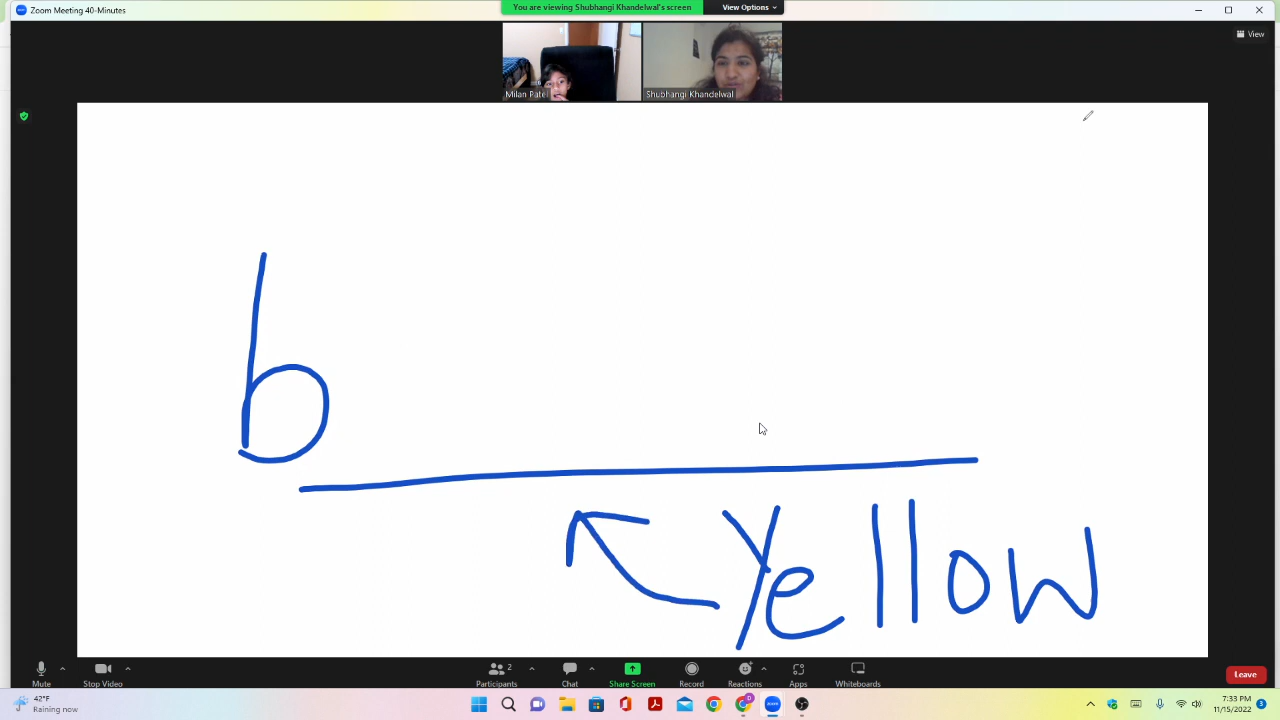 Zoom Meeting 40-Minutes
You are viewing Shubhangi Khandelwal's screen View Options
View
Milan Patel Shubhangi Khandelwal
b
yellow
Mute Stop Video Participants 2 Chat Share Screen Record Reactions Apps Whiteboards Leave
42°F
Raining now
7:33 PM
11/15/2022
3